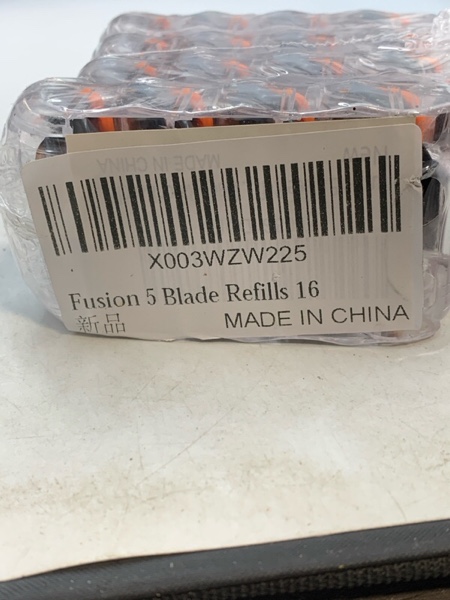 X003WZW225
Fusion 5 Blade Refills 16
新品
MADE IN CHINA